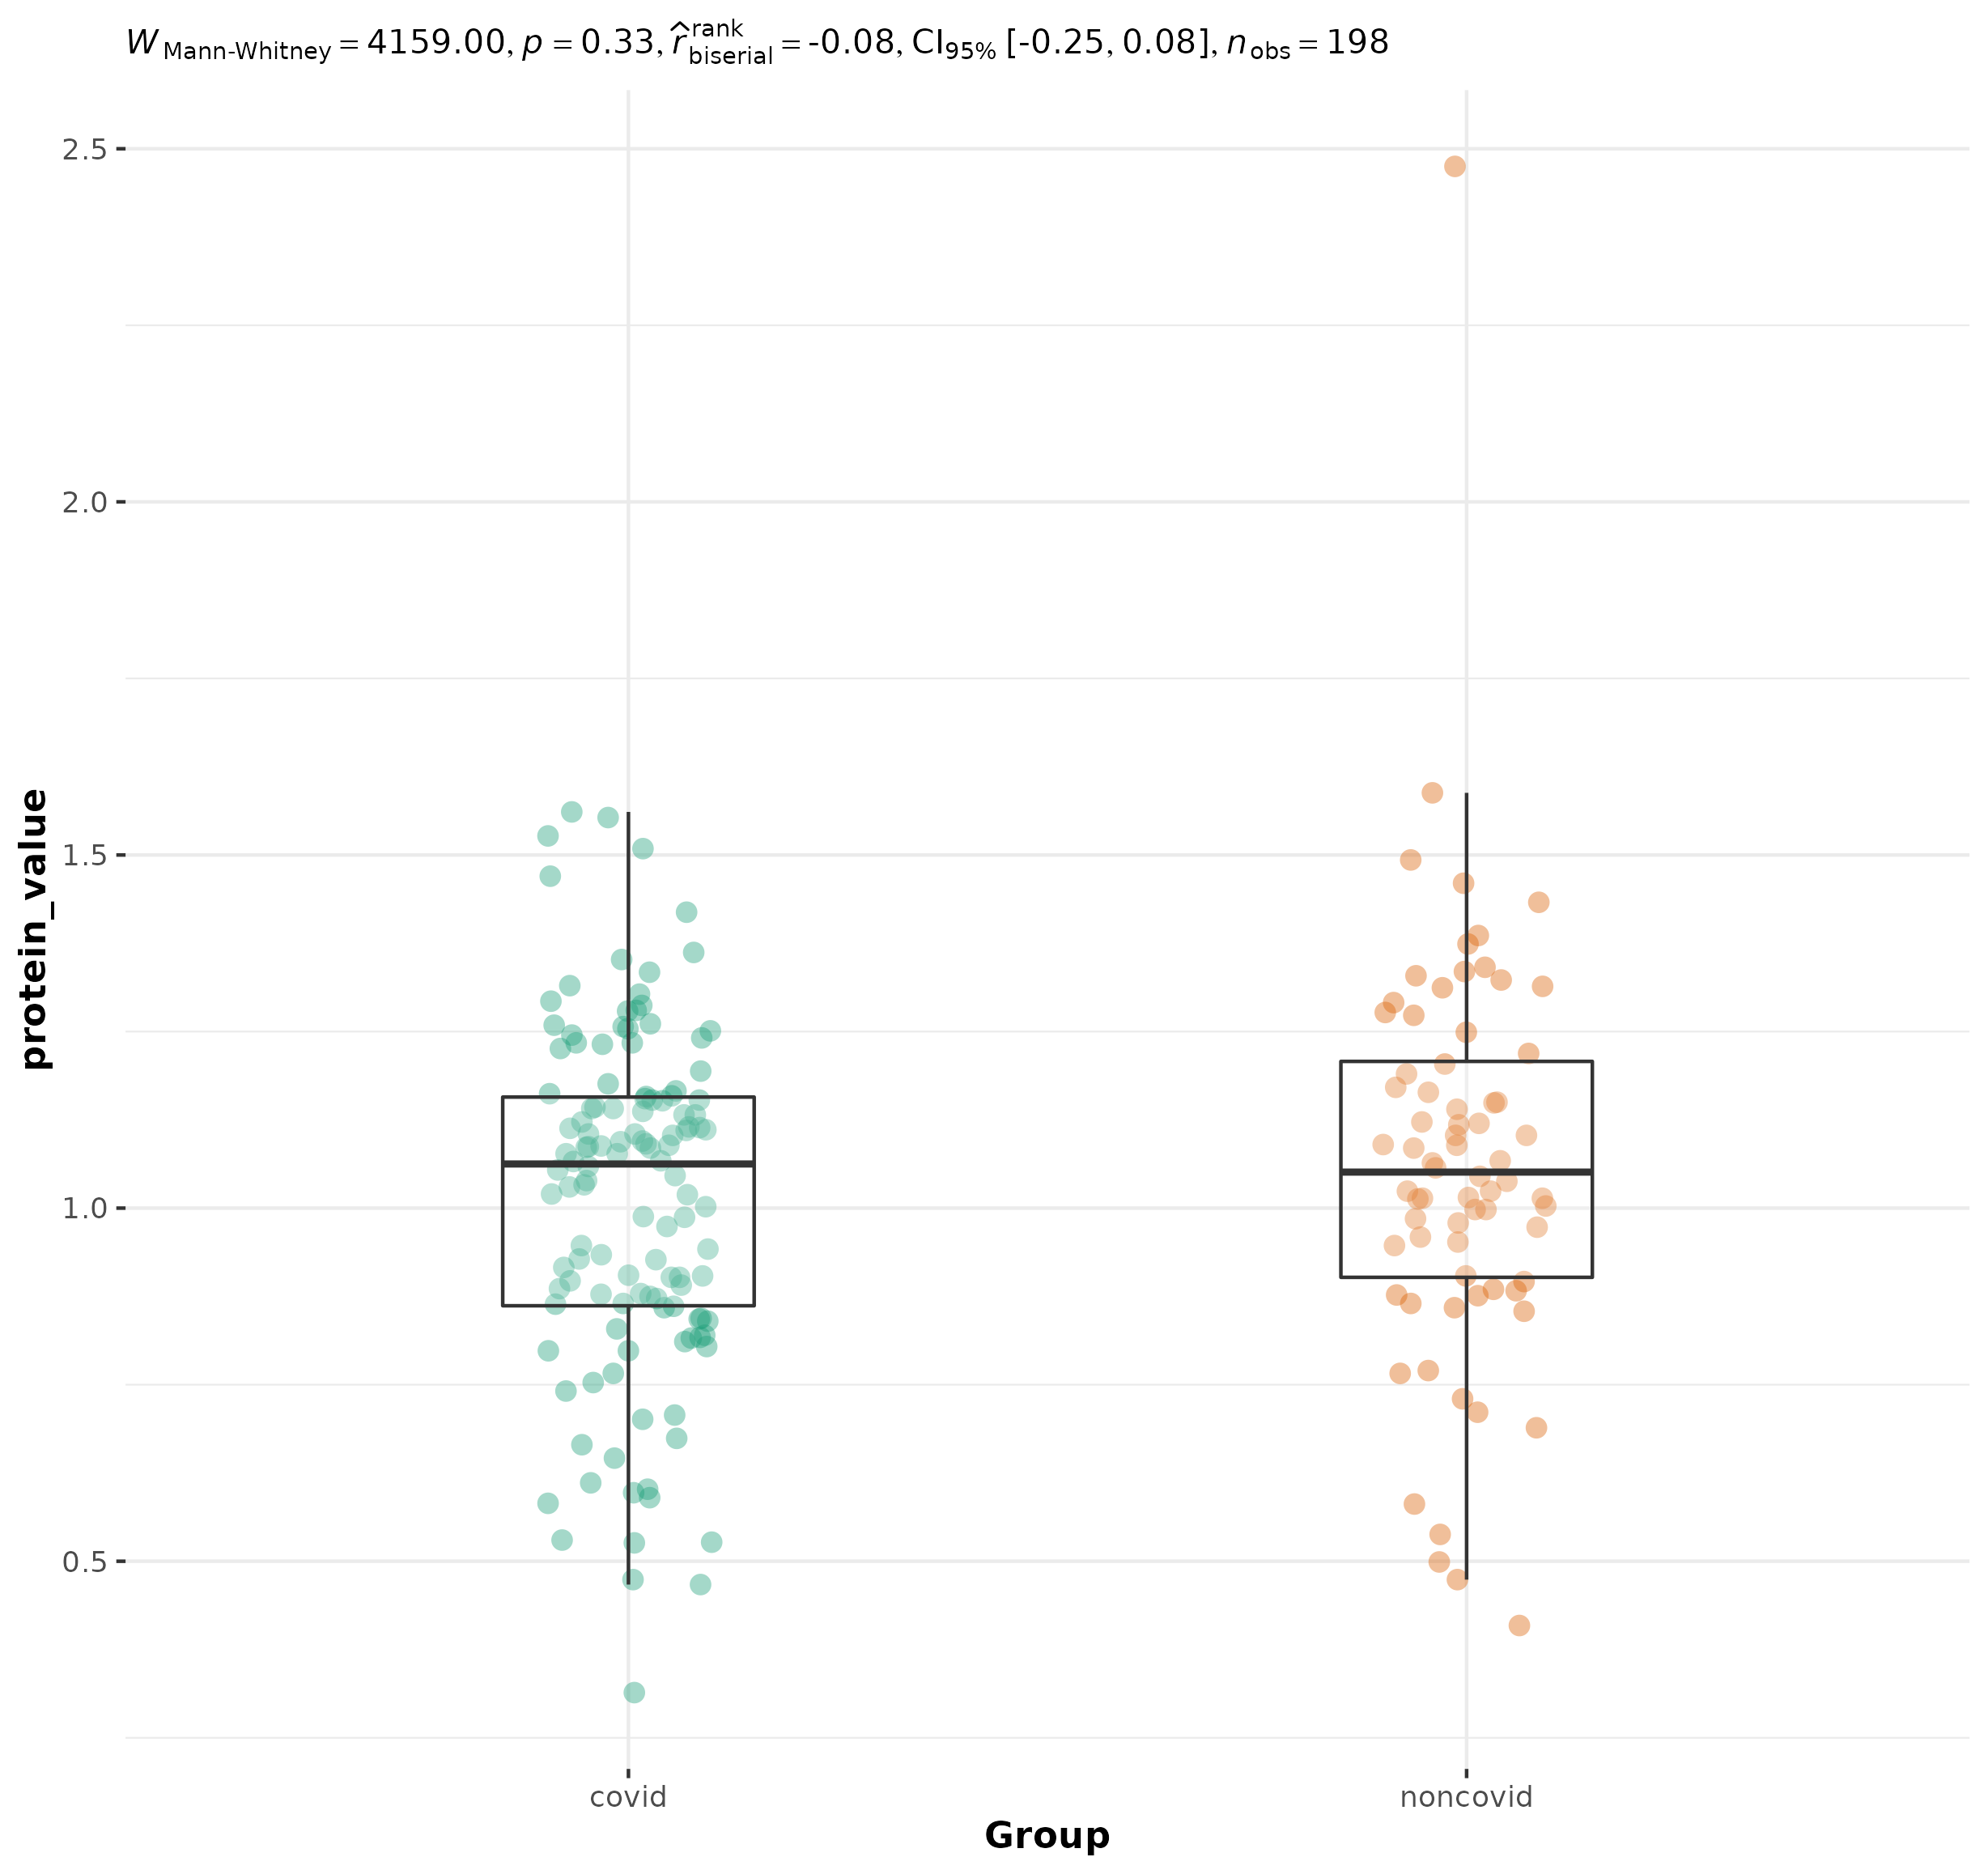 W Mann-Whitney = 4159.00, p = 0.33, r̂ rank biserial = -0.08, CI95% [-0.25, 0.08], nobs = 198
protein_value
2.5
2.0
1.5
1.0
0.5
covid noncovid
Group